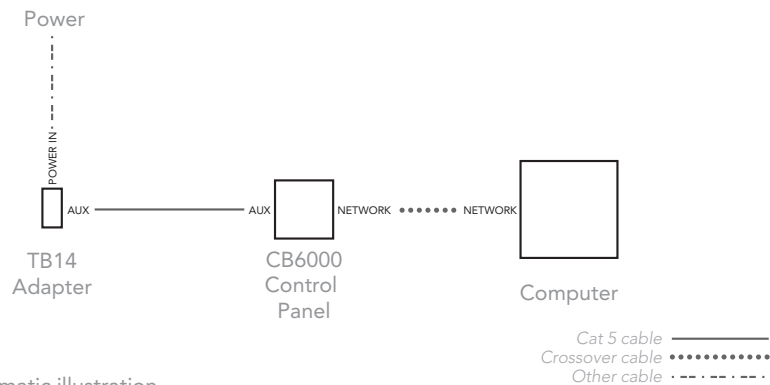 Power
POWER IN
AUX
AUX
NETWORK
NETWORK
TB14
Adapter
CB6000
Control
Panel
Computer
Cat 5 cable
Crossover cable
Other cable
illustration